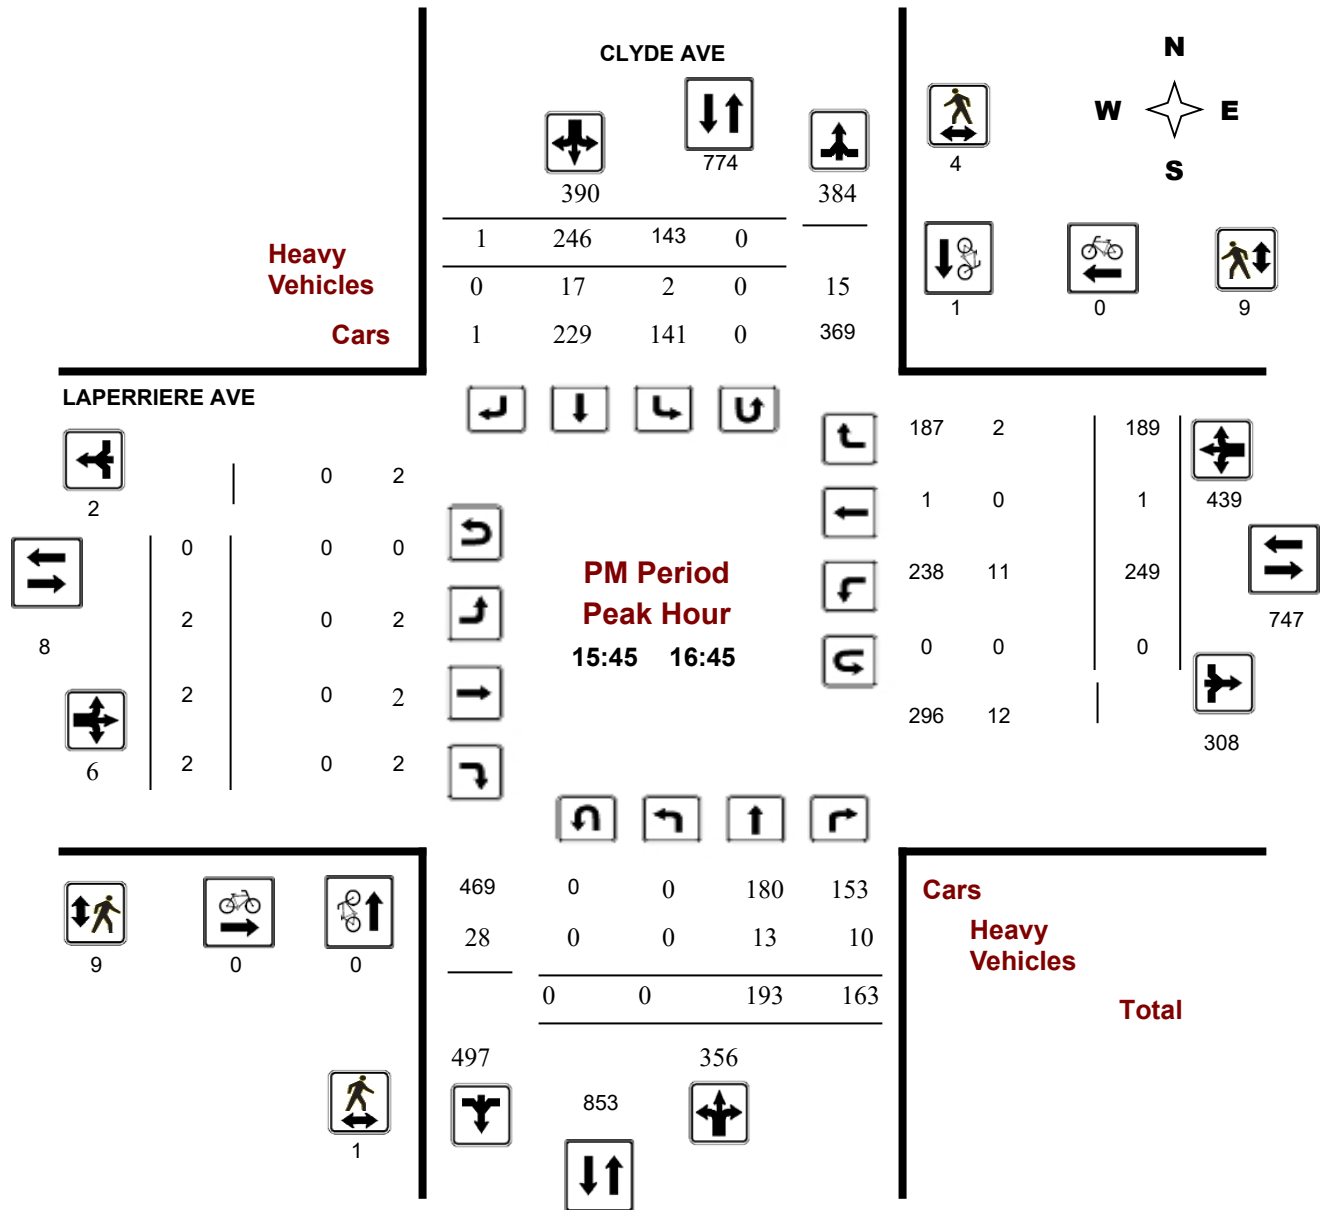 CLYDE AVE
N
W E
S
774
390
384
4
1 246 143 0
Heavy
Vehicles
0 17 2 0 15
Cars
1 229 141 0 369
1 0 9
LAPERRIERE AVE
187 2 189
0 2
2
1 0 1 439
0 0 0
PM Period
238 11 249
Peak Hour
2 0 2
747
8
15:45 16:45
0 0 0
2 0 2
296 12
308
6
2 0 2
469 0 0 180 153
Cars
28 0 0 13 10
Heavy
Vehicles
9 0 0
0 0 193 163
Total
497 356
853
1